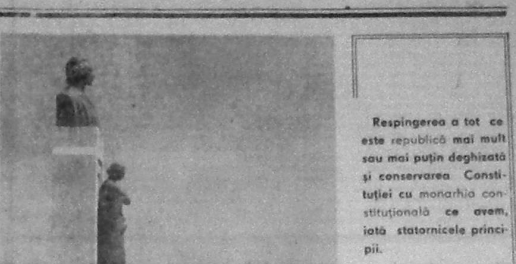 Respingerea a tot ce
este republică mai mult
sau mai puțin deghizată
și conservarea Consti-
tuției cu monarhia con-
stituțională ce avem,
iată statornicele princi-
pii.